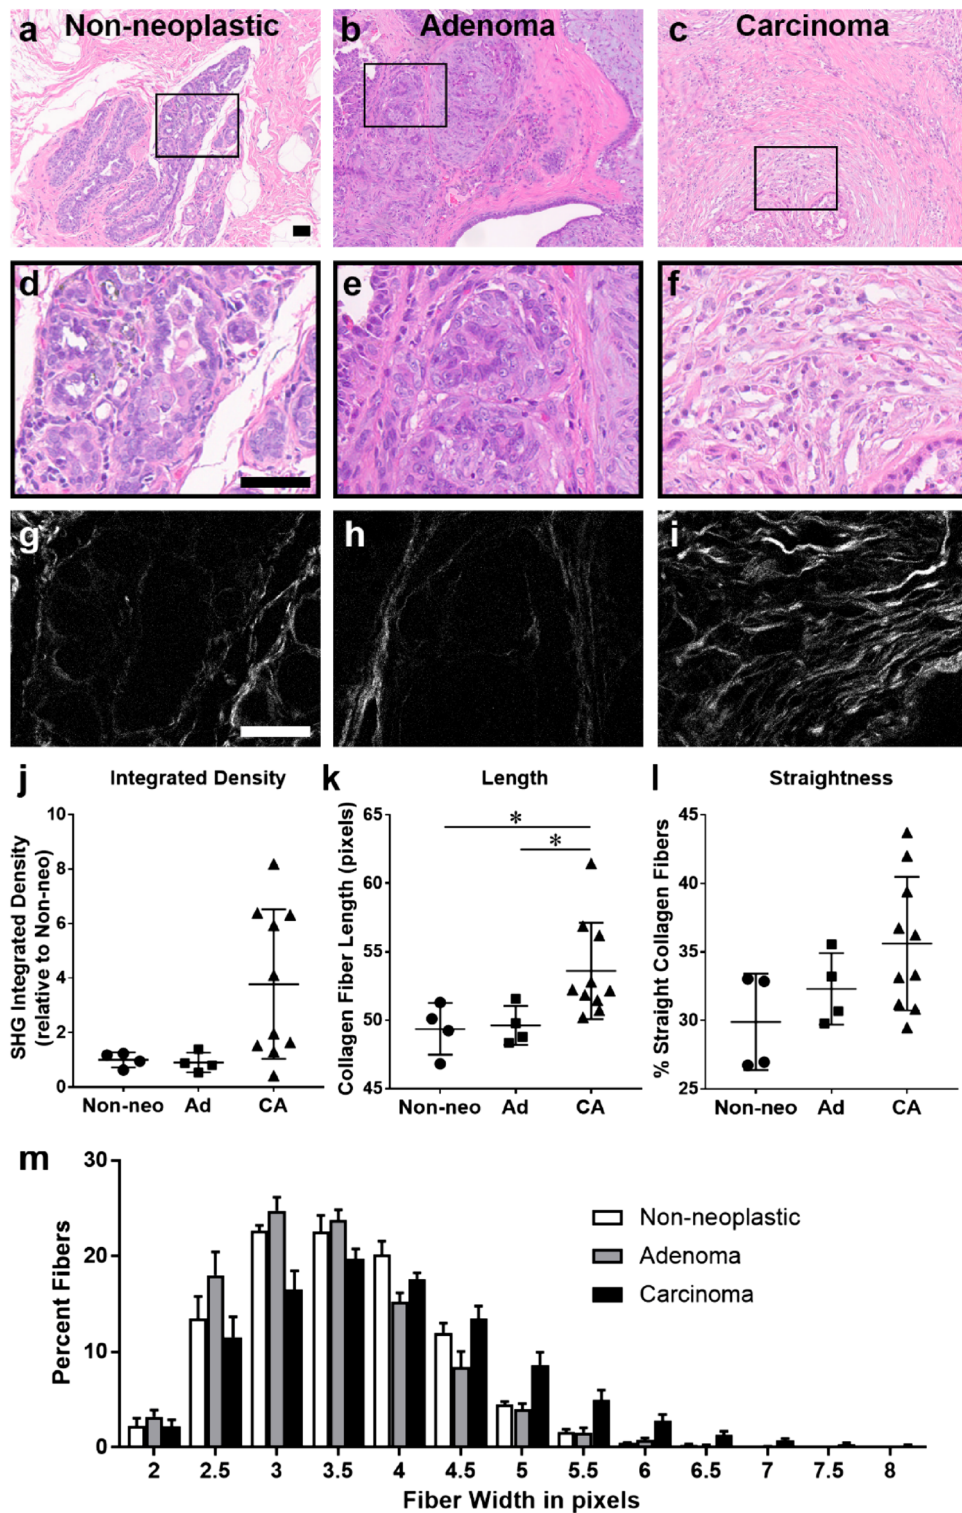 a Non-neoplastic
b Adenoma
c Carcinoma
d
e
f
g
h
i
j Integrated Density
SHG Integrated Density
(relative to Non-neo)
10
8
6
4
2
0
Non-neo Ad CA
k Length
Collagen Fiber Length (pixels)
65
60
55
50
45
*
*
Non-neo Ad CA
l Straightness
% Straight Collagen Fibers
45
40
35
30
25
Non-neo Ad CA
m
Percent Fibers
30
20
10
0
Non-neoplastic
Adenoma
Carcinoma
2 2.5 3 3.5 4 4.5 5 5.5 6 6.5 7 7.5 8
Fiber Width in pixels